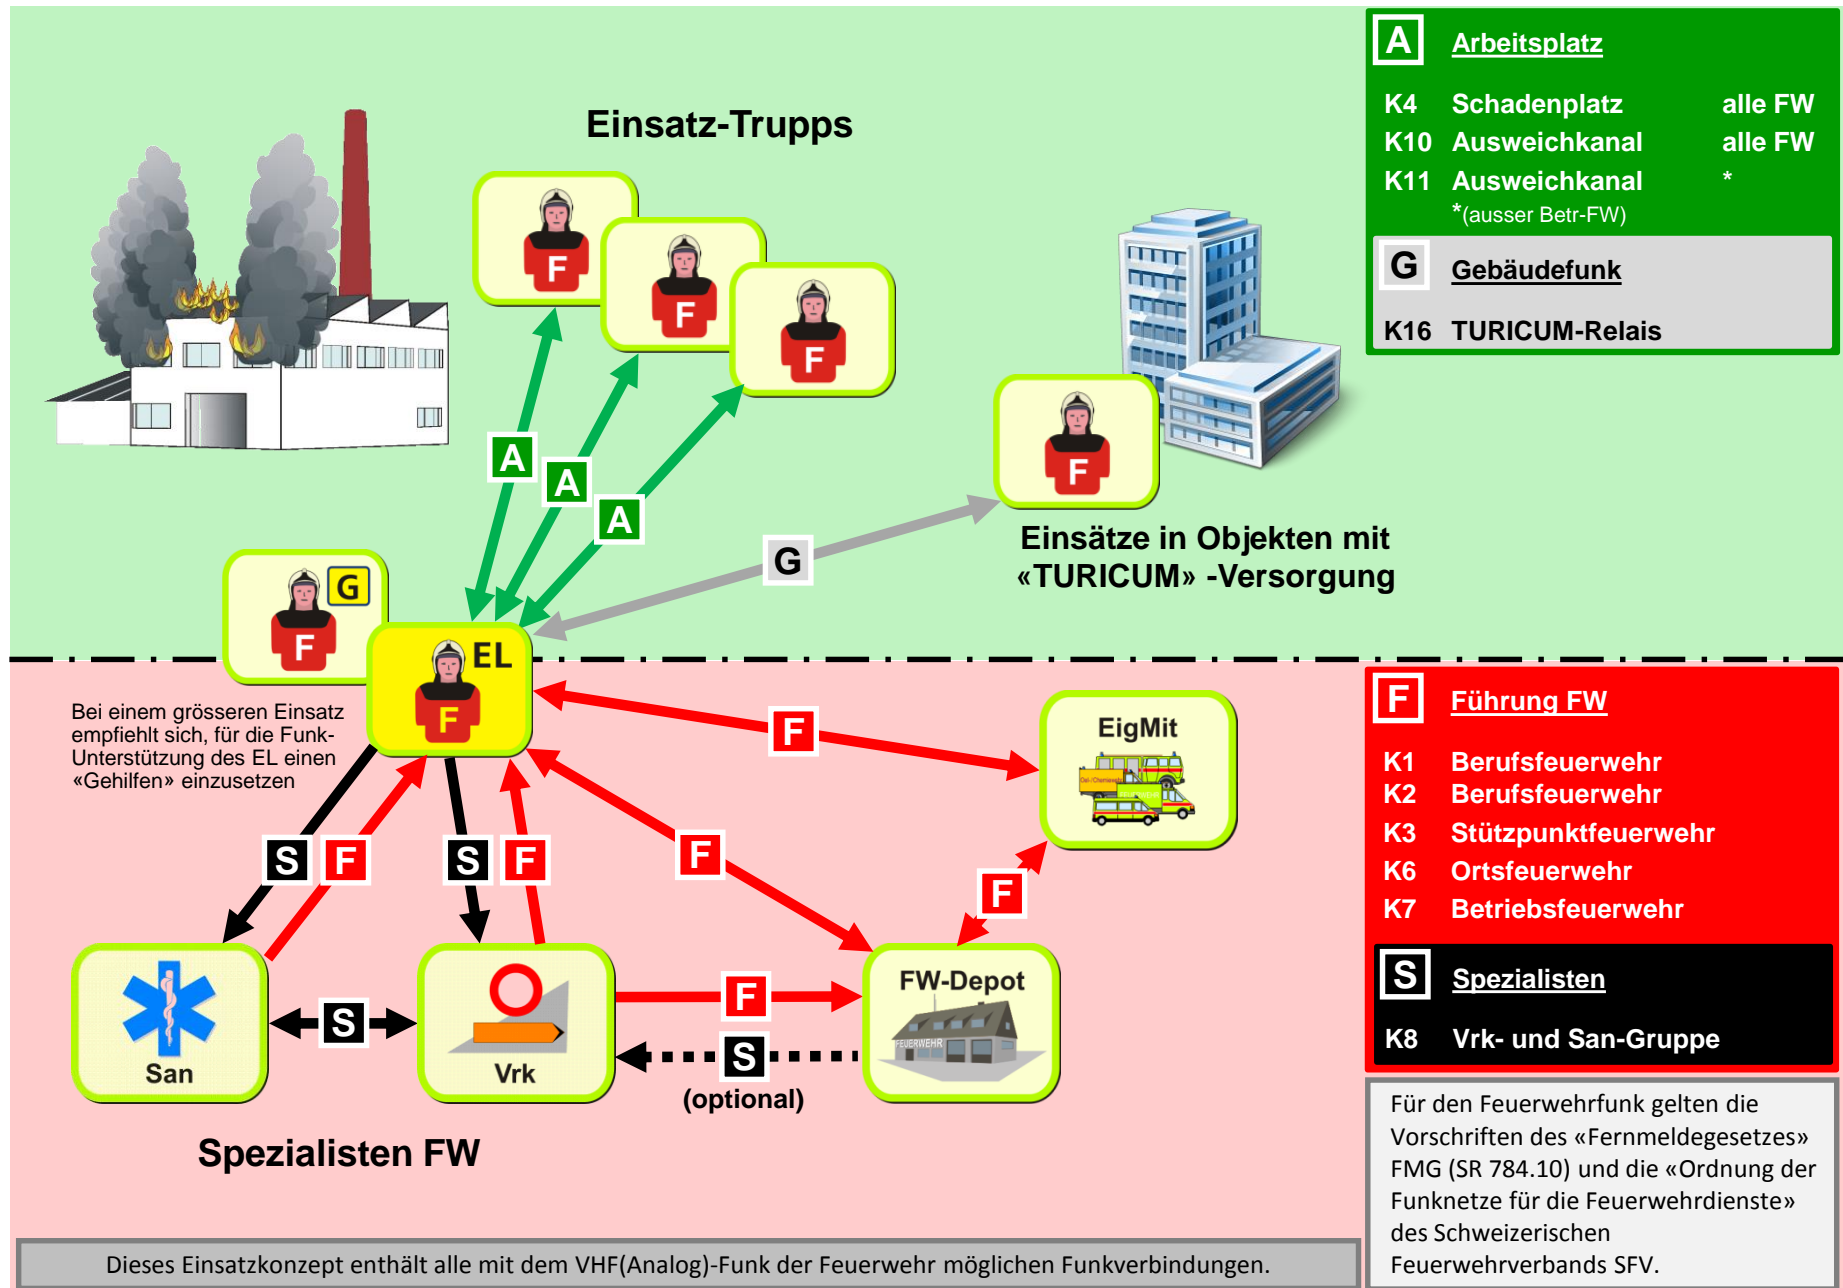 Einsatz-Trupps
F
F
F
A
A
A
G
F
Einsätze in Objekten mit
«TURICUM» -Versorgung
G
F
EL
F
Bei einem grösseren Einsatz
empfiehlt sich, für die Funk-
Unterstützung des EL einen
«Gehilfen» einzusetzen
F
EigMit
Oel-/Chemiewehr
FEUERWEHR
S
F
S
F
F
F
San
S
Vrk
F
S
(optional)
FW-Depot
FEUERWEHR
Spezialisten FW
Dieses Einsatzkonzept enthält alle mit dem VHF(Analog)-Funk der Feuerwehr möglichen Funkverbindungen.
A Arbeitsplatz
K4 Schadenplatz alle FW
K10 Ausweichkanal alle FW
K11 Ausweichkanal *
*(ausser Betr-FW)
G Gebäudefunk
K16 TURICUM-Relais
F Führung FW
K1 Berufsfeuerwehr
K2 Berufsfeuerwehr
K3 Stützpunktfeuerwehr
K6 Ortsfeuerwehr
K7 Betriebsfeuerwehr
S Spezialisten
K8 Vrk- und San-Gruppe
Für den Feuerwehrfunk gelten die
Vorschriften des «Fernmeldegesetzes»
FMG (SR 784.10) und die «Ordnung der
Funknetze für die Feuerwehrdienste»
des Schweizerischen
Feuerwehrverbands SFV.